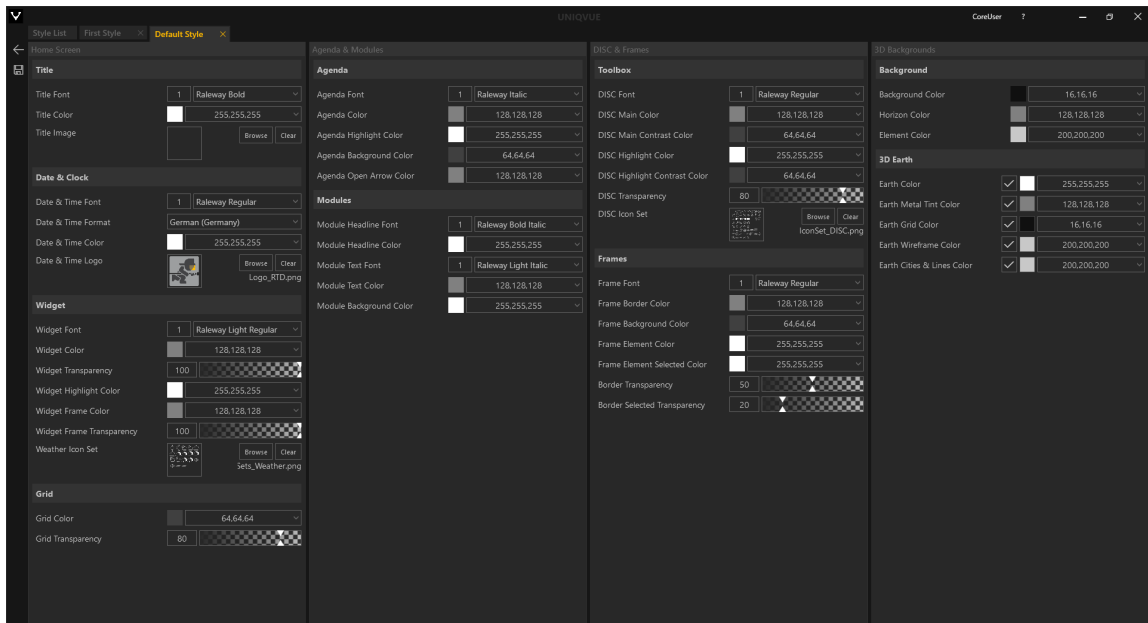 UNIQVUE
CoreUser ?
Style List First Style Default Style
Home Screen
Title
Title Font 1 Raleway Bold
Title Color 255,255,255
Title Image Browse Clear
Date & Clock
Date & Time Font 1 Raleway Regular
Date & Time Format German (Germany)
Date & Time Color 255,255,255
Date & Time Logo Browse Clear
Logo_RTD.png
Widget
Widget Font 1 Raleway Light Regular
Widget Color 128,128,128
Widget Transparency 100
Widget Highlight Color 255,255,255
Widget Frame Color 128,128,128
Widget Frame Transparency 100
Weather Icon Set Browse Clear
Sets_Weather.png
Grid
Grid Color 64,64,64
Grid Transparency 80
Agenda & Modules
Agenda
Agenda Font 1 Raleway Italic
Agenda Color 128,128,128
Agenda Highlight Color 255,255,255
Agenda Background Color 64,64,64
Agenda Open Arrow Color 128,128,128
Modules
Module Headline Font 1 Raleway Bold Italic
Module Headline Color 255,255,255
Module Text Font 1 Raleway Light Italic
Module Text Color 128,128,128
Module Background Color 255,255,255
DISC & Frames
Toolbox
DISC Font 1 Raleway Regular
DISC Main Color 128,128,128
DISC Main Contrast Color 64,64,64
DISC Highlight Color 255,255,255
DISC Highlight Contrast Color 64,64,64
DISC Transparency 80
DISC Icon Set Browse Clear
IconSet_DISC.png
Frames
Frame Font 1 Raleway Regular
Frame Border Color 128,128,128
Frame Background Color 64,64,64
Frame Element Color 255,255,255
Frame Element Selected Color 255,255,255
Border Transparency 50
Border Selected Transparency 20
3D Backgrounds
Background
Background Color 16,16,16
Horizon Color 128,128,128
Element Color 200,200,200
3D Earth
Earth Color 255,255,255
Earth Metal Tint Color 128,128,128
Earth Grid Color 16,16,16
Earth Wireframe Color 200,200,200
Earth Cities & Lines Color 200,200,200